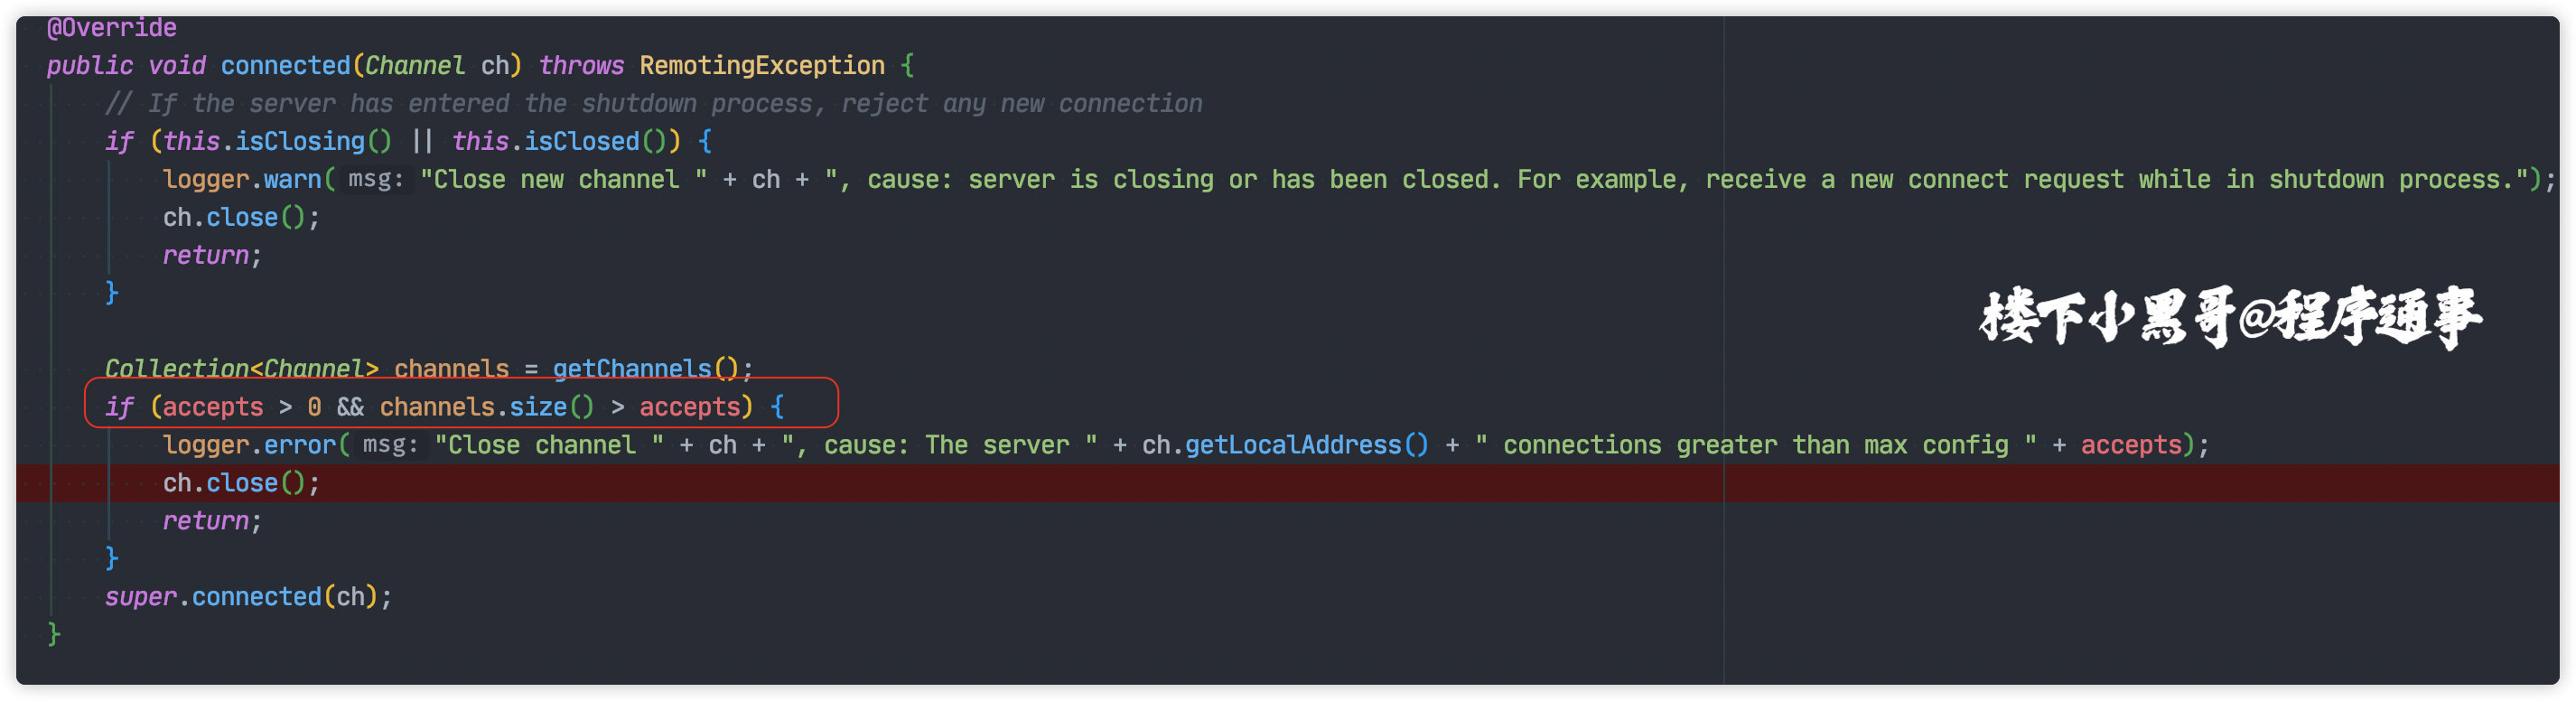 @Override
public void connected(Channel ch) throws RemotingException {
// If the server has entered the shutdown process, reject any new connection
if (this.isClosing() || this.isClosed()) {
logger.warn( msg: "Close new channel " + ch + ", cause: server is closing or has been closed. For example, receive a new connect request while in shutdown process.");
ch.close();
return;
}
楼下小黑哥@程序通事
Collection<Channel> channels = getChannels();
if (accepts > 0 && channels.size() > accepts) {
logger.error( msg: "Close channel " + ch + ", cause: The server " + ch.getLocalAddress() + " connections greater than max config " + accepts);
ch.close();
return;
}
super.connected(ch);
}